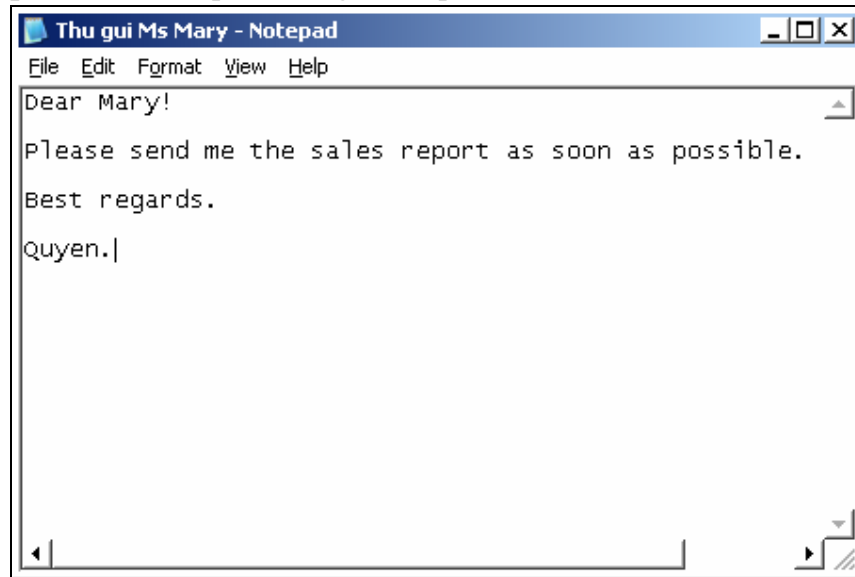 Thu gui Ms Mary - Notepad
File Edit Format View Help
Dear Mary!
Please send me the sales report as soon as possible.
Best regards.
Quyen.